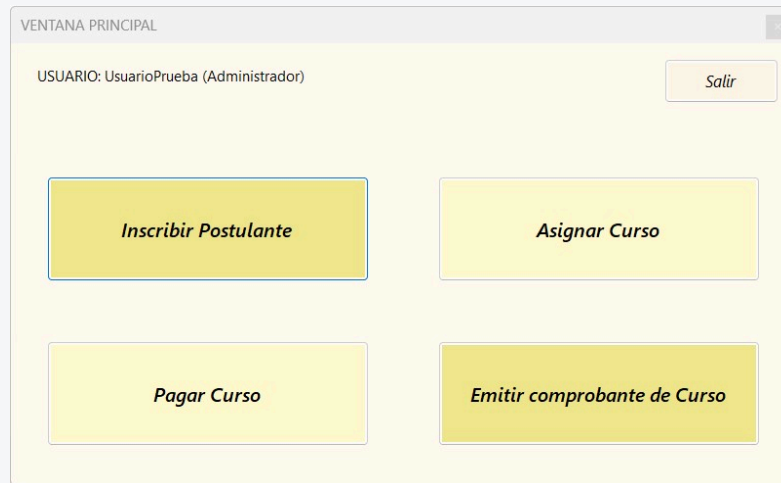 VENTANA PRINCIPAL
USUARIO: UsuarioPrueba (Administrador)
Salir
Inscribir Postulante
Asignar Curso
Pagar Curso
Emitir comprobante de Curso